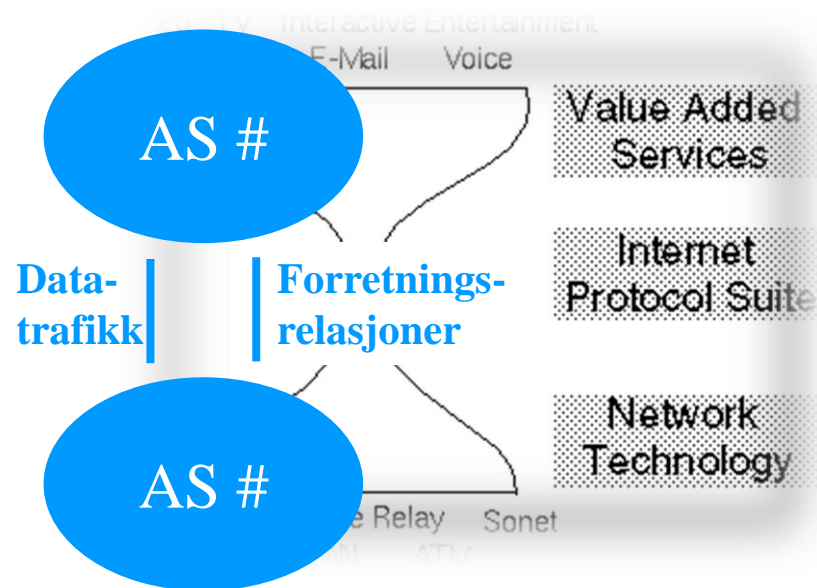 TV Interactive Entertainment
E-Mail Voice
AS #
Value Added
Services
Internet
Protocol Suite
Data-
trafikk
Forretnings-
relasjoner
Network
Technology
AS #
Relay Sonet
ATM